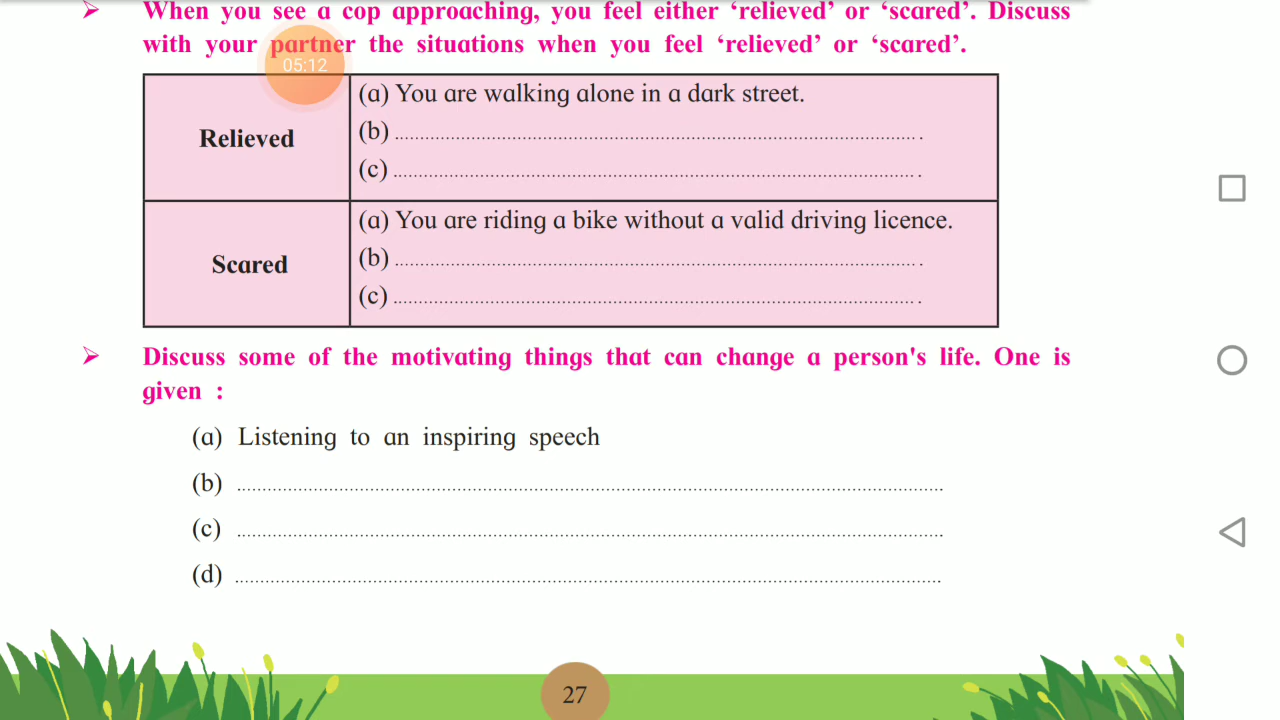 ➢ When you see a cop approaching, you feel either ‘relieved’ or ‘scared’. Discuss
with your partner the situations when you feel ‘relieved’ or ‘scared’.
05:12
Relieved
(a) You are walking alone in a dark street.
(b) ........................................................................................ .
(c) ........................................................................................ .
Scared
(a) You are riding a bike without a valid driving licence.
(b) ........................................................................................ .
(c) ........................................................................................ .
➢ Discuss some of the motivating things that can change a person's life. One is
given :
(a) Listening to an inspiring speech
(b) ........................................................................................
(c) ........................................................................................
(d) ........................................................................................
27